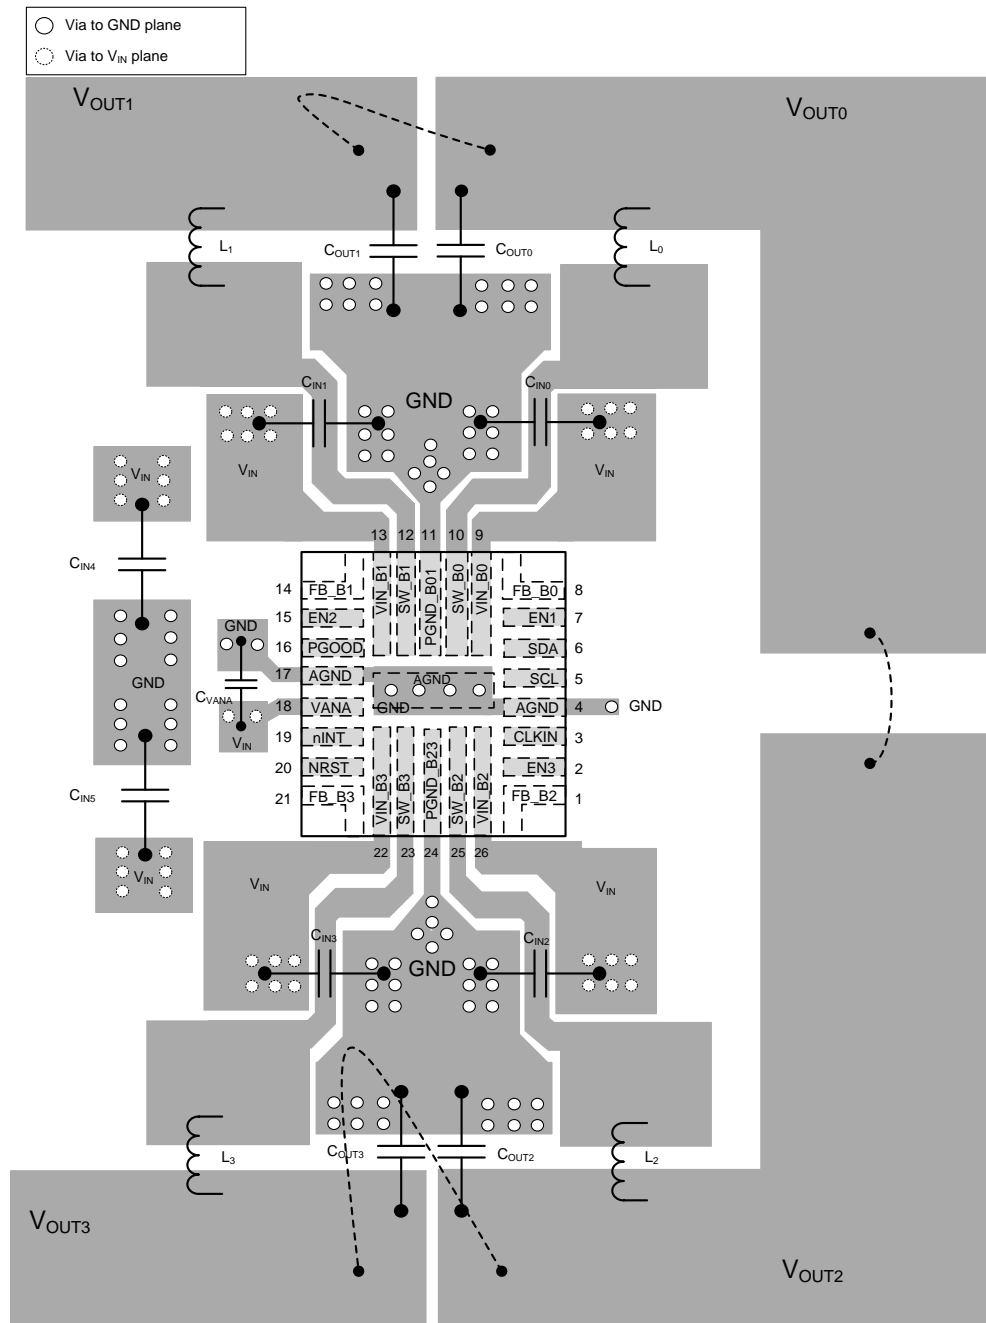 Via to GND plane
Via to VIN plane
VOUT1
VOUT0
L1
COUT1
COUT0
L0
CIN1
GND
CIN0
VIN
VIN
VIN
CIN4
13
12
11
10
9
VIN_B1
SW_B1
PGND_B01
SW_B0
VIN_B0
14
FB_B1
FB_B0
8
15
EN2
EN1
7
16
PGOOD
SDA
6
17
AGND
AGND
SCL
5
18
VANA
GND
AGND
4
GND
19
nINT
CLKIN
3
20
NRST
EN3
2
21
FB_B3
FB_B2
1
GND
CVANA
VIN
GND
CIN5
VIN
VIN_B3
SW_B3
PGND_B23
SW_B2
VIN_B2
22
23
24
25
26
VIN
VIN
CIN3
GND
CIN2
L3
COUT3
COUT2
L2
VOUT3
VOUT2